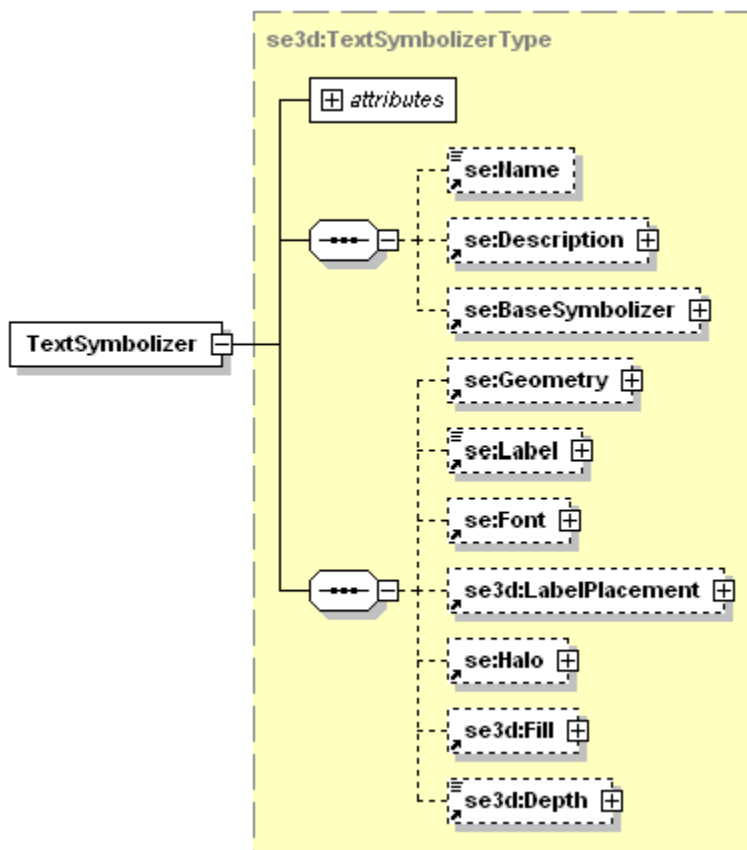 se3d:TextSymbolizerType
attributes
se:Name
se:Description
se:BaseSymbolizer
TextSymbolizer
se:Geometry
se:Label
se:Font
se3d:LabelPlacement
se:Halo
se3d:Fill
se3d:Depth